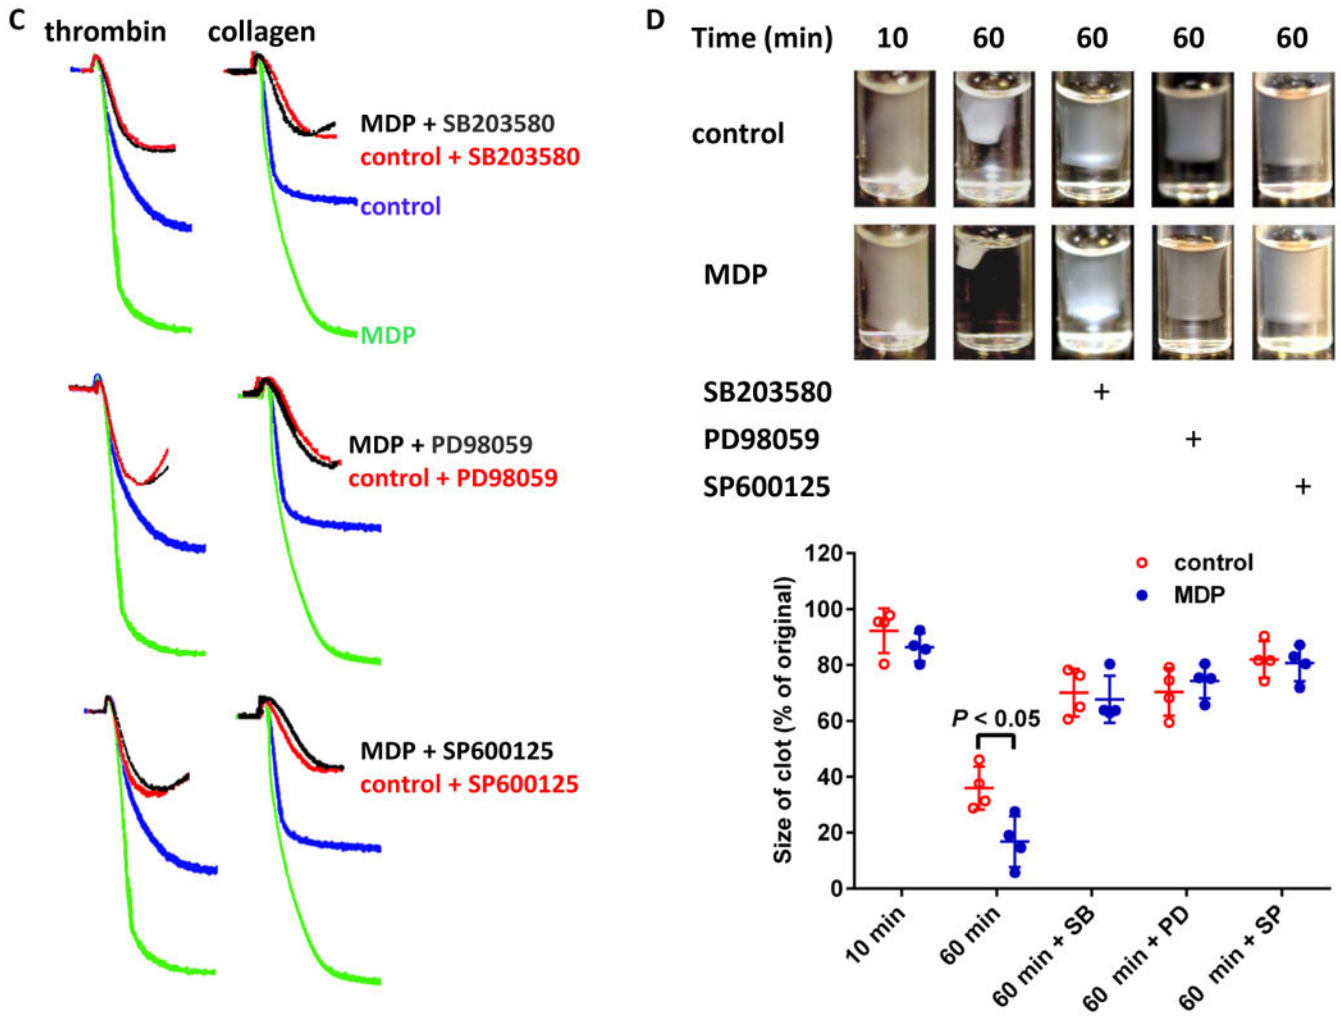 C
thrombin collagen
MDP + SB203580
control + SB203580
control
MDP
MDP + PD98059
control + PD98059
MDP + SP600125
control + SP600125
D
Time (min) 10 60 60 60 60
control
MDP
SB203580 +
PD98059 +
SP600125 +
Size of clot (% of original)
120
100
80
60
40
20
0
control
MDP
P < 0.05
10 min
60 min
60 min + SB
60 min + PD
60 min + SP